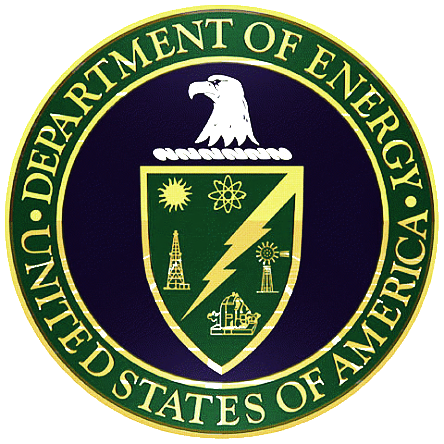 DEPARTMENT OF ENERGY
UNITED STATES OF AMERICA